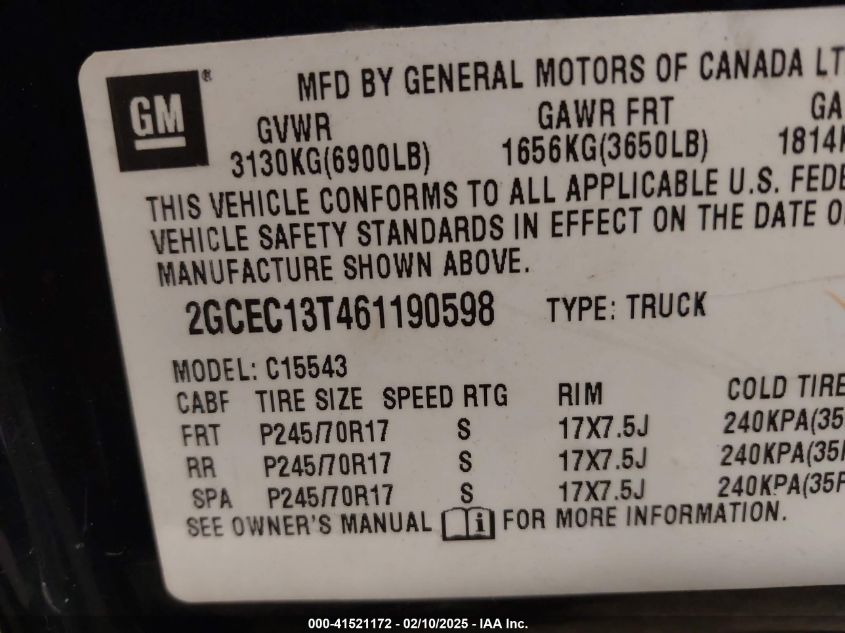 GM ®
MFD BY GENERAL MOTORS OF CANADA LT
GVWR GAWR FRT GA
3130KG(6900LB) 1656KG(3650LB) 1814K
THIS VEHICLE CONFORMS TO ALL APPLICABLE U.S. FEDE
VEHICLE SAFETY STANDARDS IN EFFECT ON THE DATE O
MANUFACTURE SHOWN ABOVE.
2GCEC13T461190598 TYPE: TRUCK
MODEL: C15543
CABF TIRE SIZE SPEED RTG RIM COLD TIRE
FRT P245/70R17 S 17X7.5J 240KPA(35
RR P245/70R17 S 17X7.5J 240KPA(35P
SPA P245/70R17 S 17X7.5J 240KPA(35P
SEE OWNER'S MANUAL i FOR MORE INFORMATION.
000-41521172 - 02/10/2025 - IAA Inc.